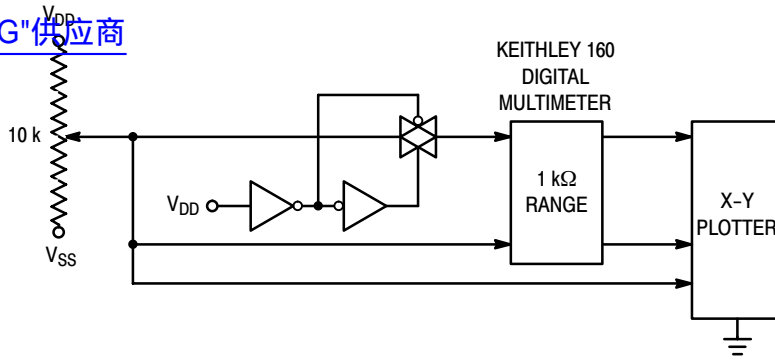 V_DD
G"供应商
KEITHLEY 160
DIGITAL
MULTIMETER
10 k
1 kΩ
RANGE
X–Y
PLOTTER
V_DD
V_SS